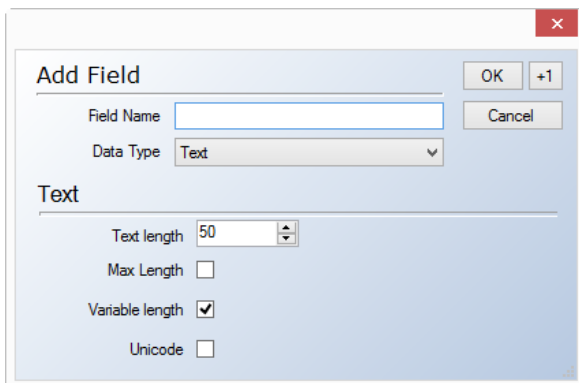 Add Field
OK
+1
Field Name
Cancel
Data Type
Text
Text
Text length
50
Max Length
Variable length
Unicode